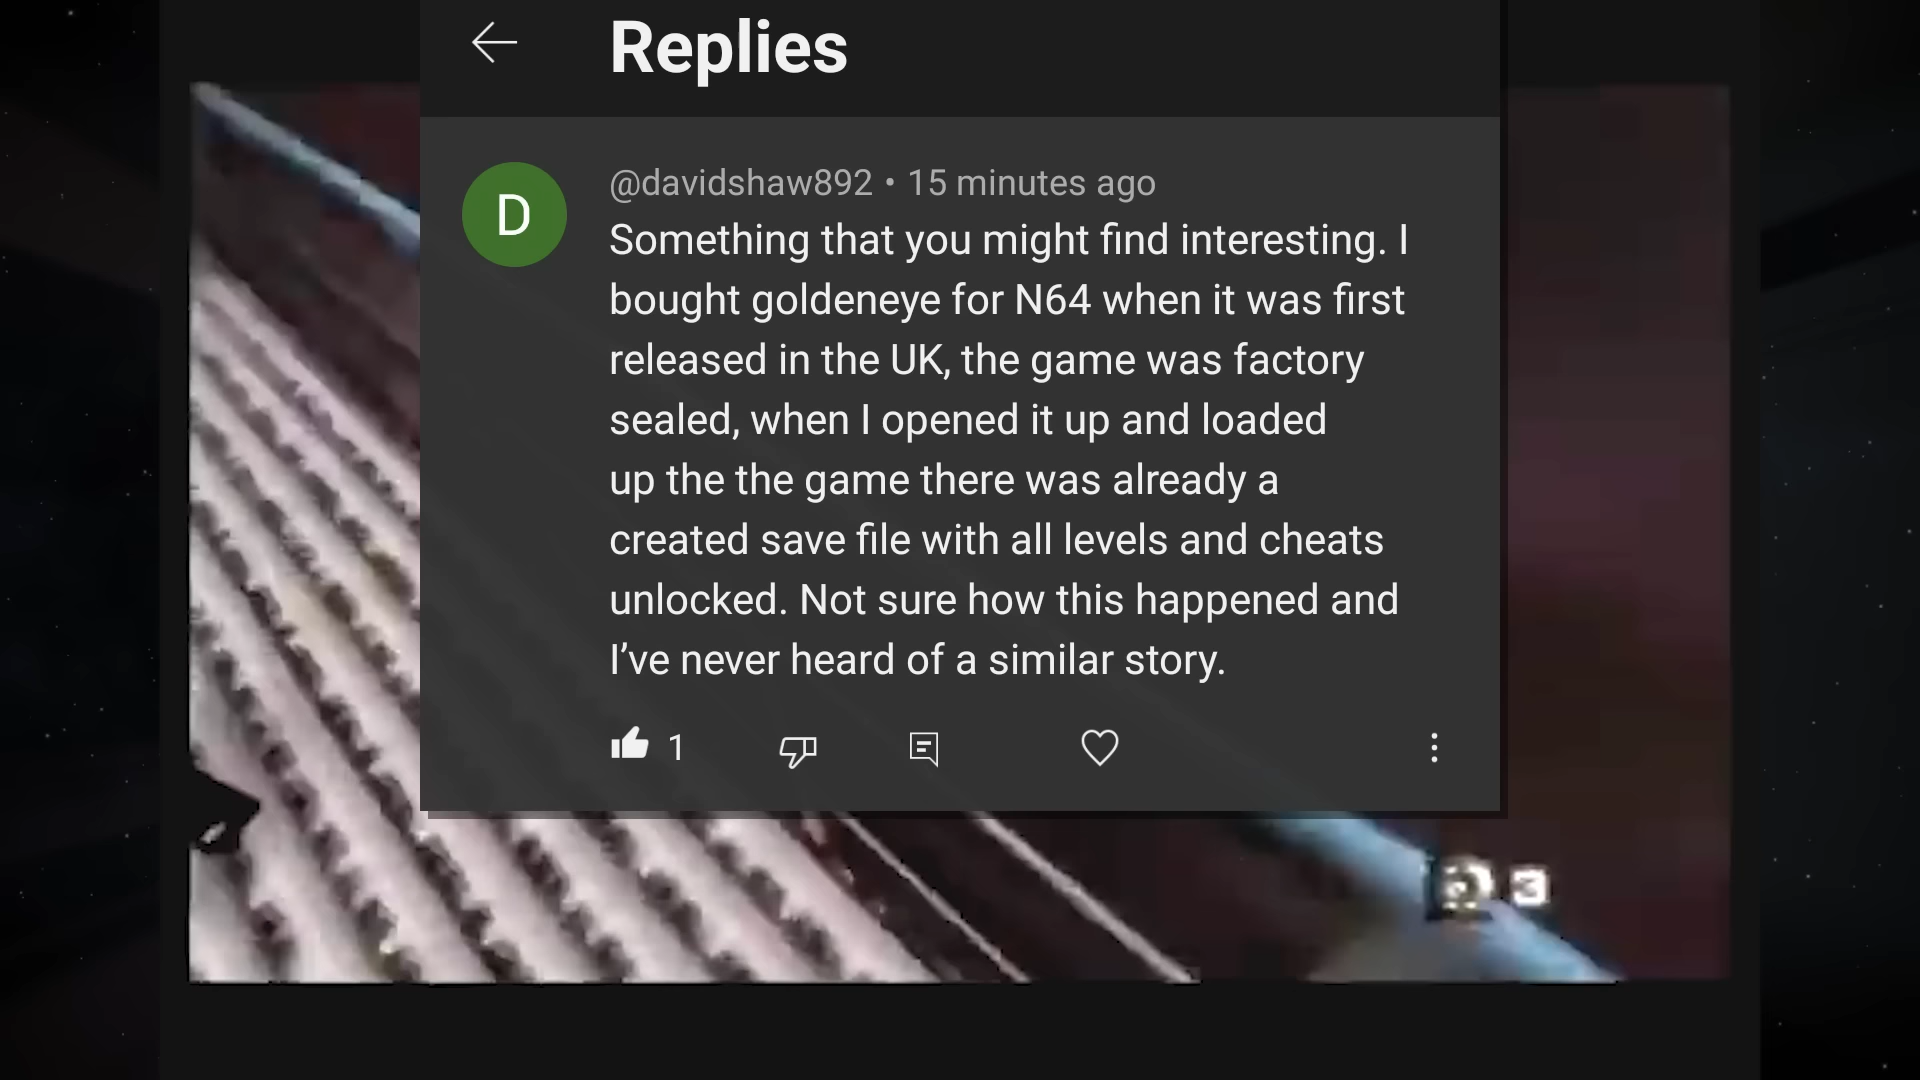 Replies
D
@davidshaw892 • 15 minutes ago
Something that you might find interesting. I
bought goldeneye for N64 when it was first
released in the UK, the game was factory
sealed, when I opened it up and loaded
up the the game there was already a
created save file with all levels and cheats
unlocked. Not sure how this happened and
I’ve never heard of a similar story.
1
3